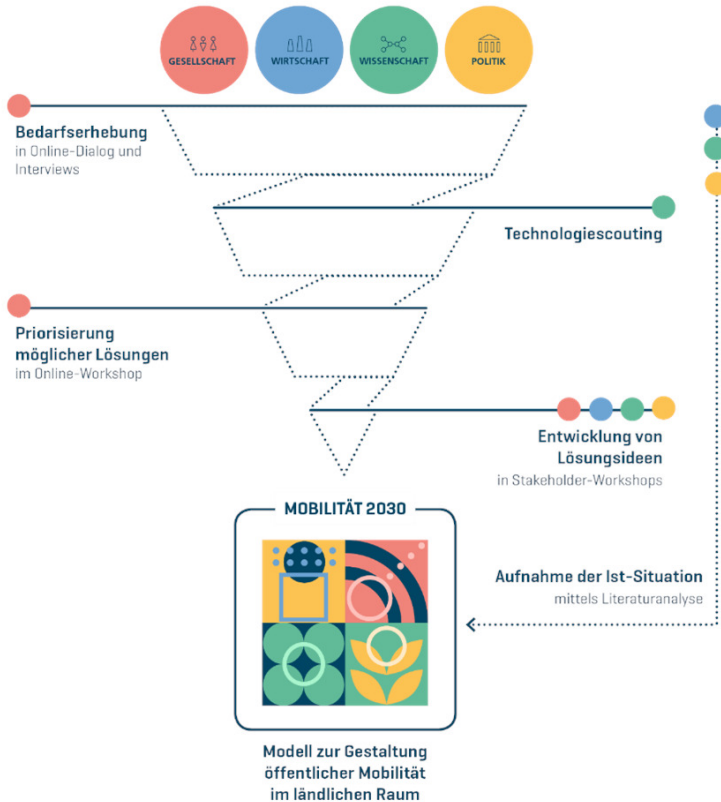 GESELLSCHAFT
WIRTSCHAFT
WISSENSCHAFT
POLITIK
Bedarfserhebung
in Online-Dialog und
Interviews
Technologiescouting
Priorisierung
möglicher Lösungen
im Online-Workshop
Entwicklung von
Lösungsideen
in Stakeholder-Workshops
MOBILITÄT 2030
Aufnahme der Ist-Situation
mittels Literaturanalyse
Modell zur Gestaltung
öffentlicher Mobilität
im ländlichen Raum